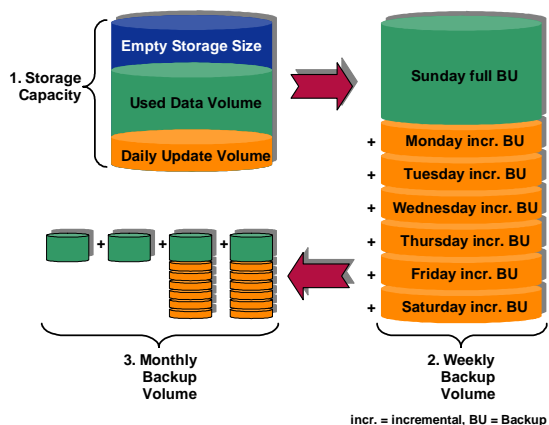 1. Storage
Capacity
Empty Storage Size
Used Data Volume
Daily Update Volume
Sunday full BU
+ Monday incr. BU
+ Tuesday incr. BU
+ Wednesday incr. BU
+ Thursday incr. BU
+ Friday incr. BU
+ Saturday incr. BU
2. Weekly
Backup
Volume
+ + +
3. Monthly
Backup
Volume
incr. = incremental, BU = Backup